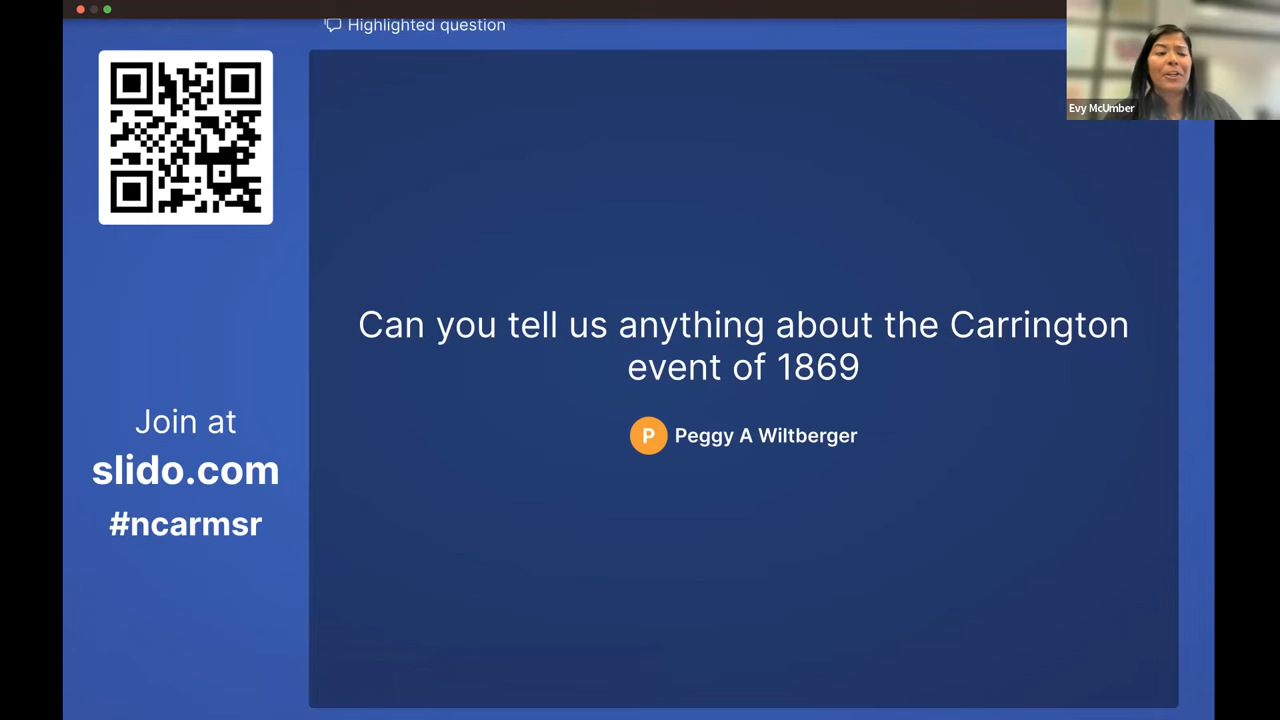 Highlighted question
Evy McUmber
Can you tell us anything about the Carrington
event of 1869
P Peggy A Wiltberger
Join at
slido.com
#ncarmsr